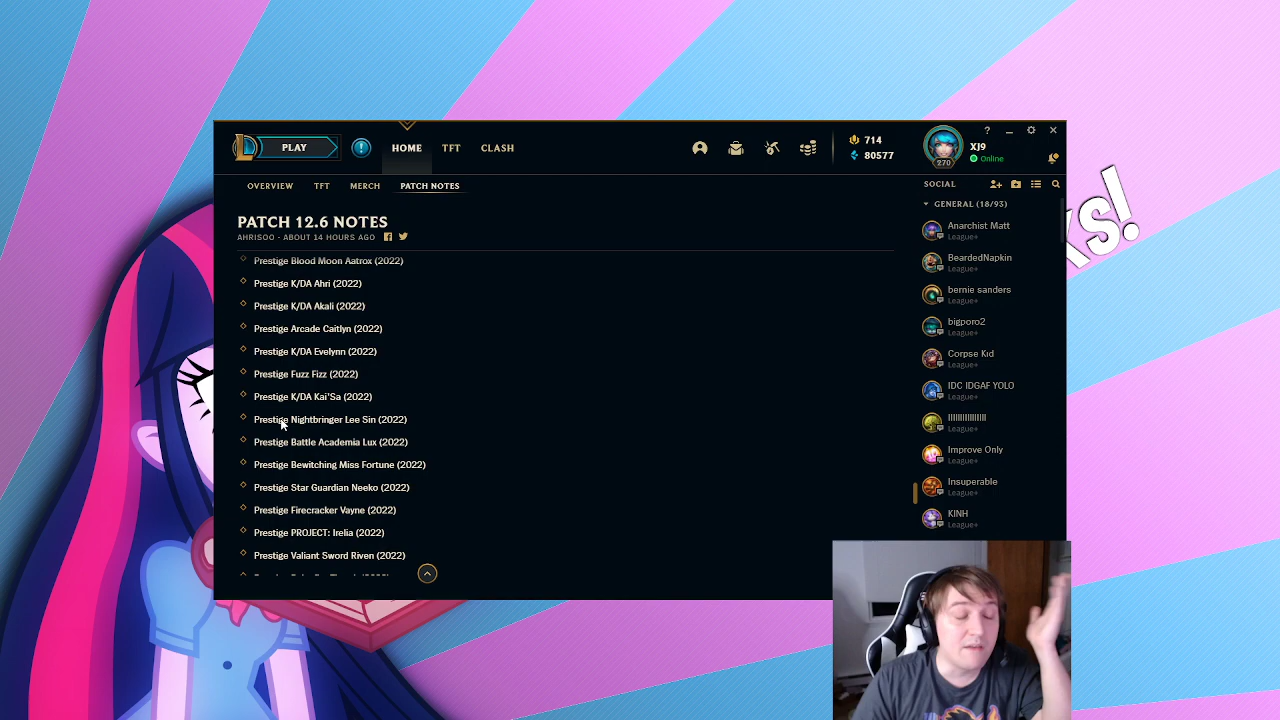 PLAY
HOME
TFT
CLASH
714
80577
270
XJ9
Online
?
OVERVIEW
TFT
MERCH
PATCH NOTES
SOCIAL
GENERAL (18/93)
PATCH 12.6 NOTES
AHRISOO - ABOUT 14 HOURS AGO
Prestige Blood Moon Aatrox (2022)
Prestige K/DA Ahri (2022)
Prestige K/DA Akali (2022)
Prestige Arcade Caitlyn (2022)
Prestige K/DA Evelynn (2022)
Prestige Fuzz Fizz (2022)
Prestige K/DA Kai'Sa (2022)
Prestige Nightbringer Lee Sin (2022)
Prestige Battle Academia Lux (2022)
Prestige Bewitching Miss Fortune (2022)
Prestige Star Guardian Neeko (2022)
Prestige Firecracker Vayne (2022)
Prestige PROJECT: Irelia (2022)
Prestige Valiant Sword Riven (2022)
Anarchist Matt
League+
BeardedNapkin
League+
bernie sanders
League+
bigporo2
League+
Corpse Kid
League+
IDC IDGAF YOLO
League+
League+
Improve Only
League+
Insuperable
League+
KINH
League+
ks!